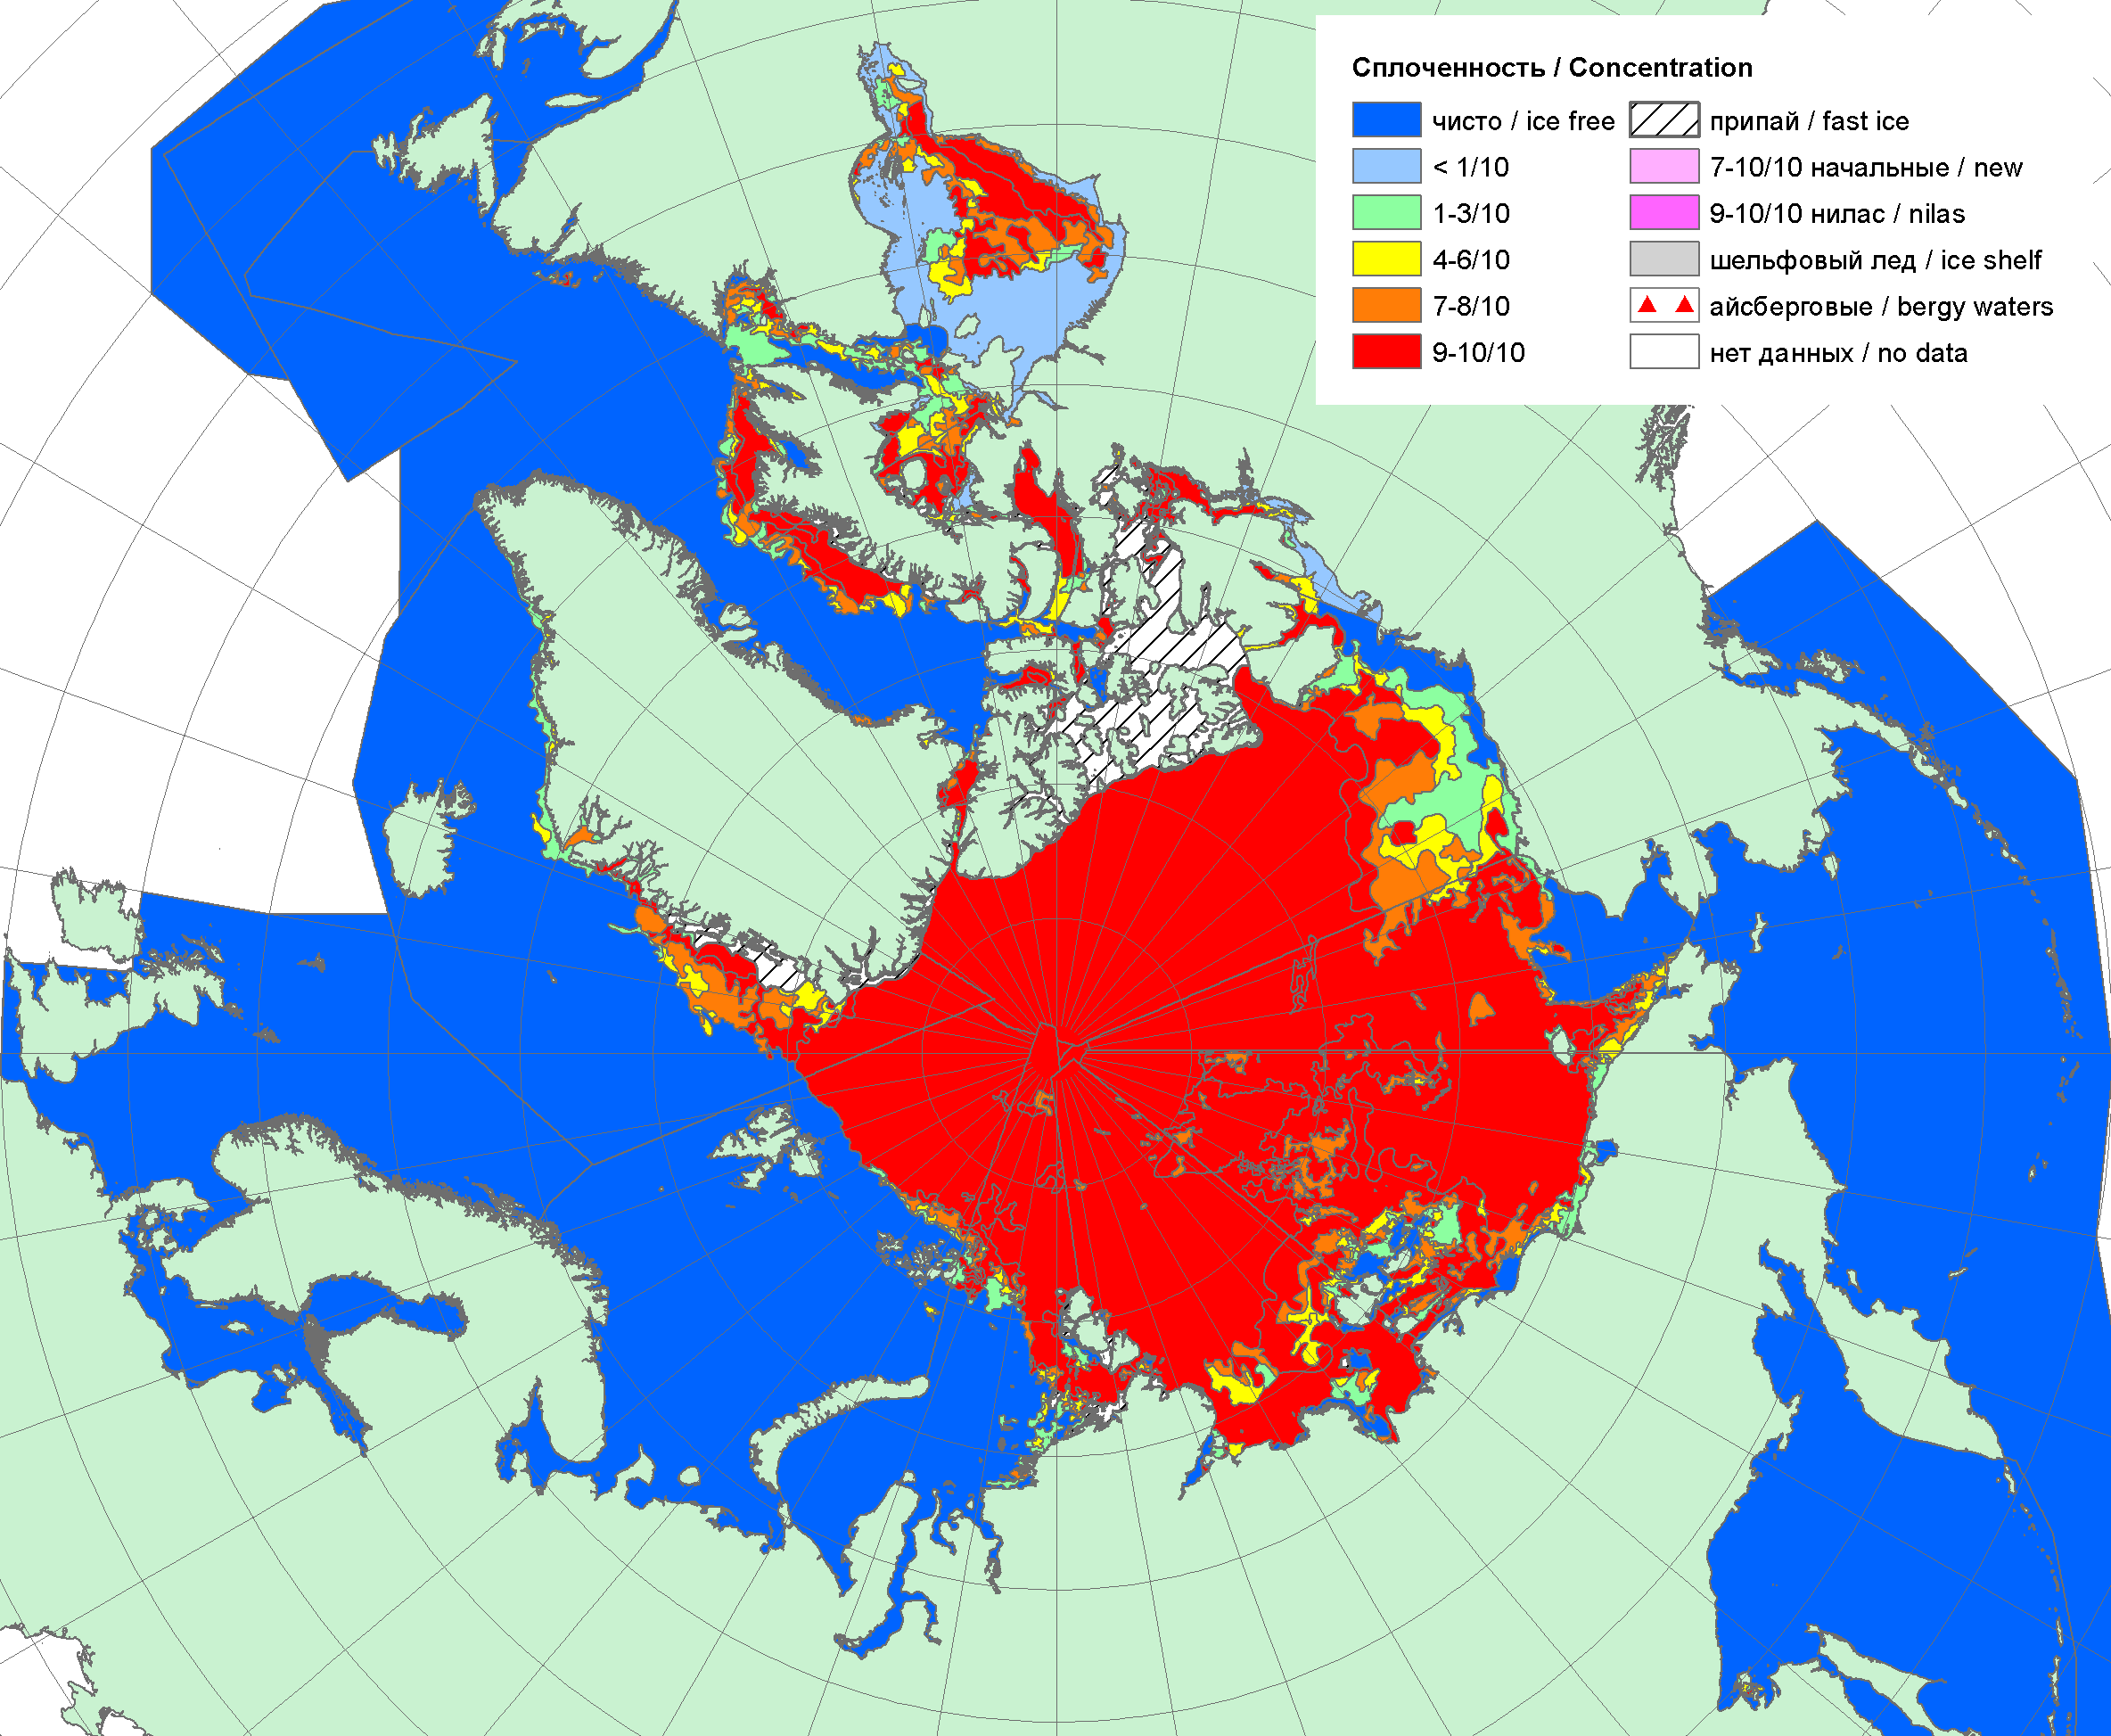 Сплоченность / Concentration
чисто / ice free
< 1/10
1-3/10
4-6/10
7-8/10
9-10/10
припай / fast ice
7-10/10 начальные / new
9-10/10 нилас / nilas
шельфовый лед / ice shelf
айсберговые / bergy waters
нет данных / no data